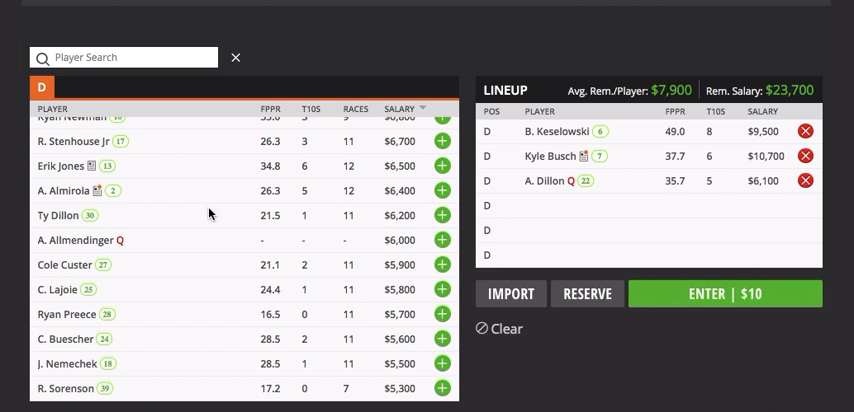 Player Search ×
D
PLAYER FPPR T10S RACES SALARY
Ryan Newman
R. Stenhouse Jr 17 26.3 3 11 $6,700
Erik Jones 13 34.8 6 12 $6,500
A. Almirola 2 26.3 5 12 $6,400
Ty Dillon 30 21.5 1 11 $6,200
A. Allmendinger Q - - - $6,000
Cole Custer 27 21.1 2 11 $5,900
C. Lajoie 25 24.4 1 11 $5,800
Ryan Preece 28 16.5 0 11 $5,700
C. Buescher 24 28.5 2 11 $5,600
J. Nemechek 18 28.5 1 11 $5,500
R. Sorenson 39 17.2 0 7 $5,300
LINEUP Avg. Rem./Player: $7,900 Rem. Salary: $23,700
POS PLAYER FPPR T10S SALARY
D B. Keselowski 6 49.0 8 $9,500
D Kyle Busch 7 37.7 6 $10,700
D A. Dillon Q 22 35.7 5 $6,100
D
D
D
IMPORT RESERVE ENTER | $10
Clear